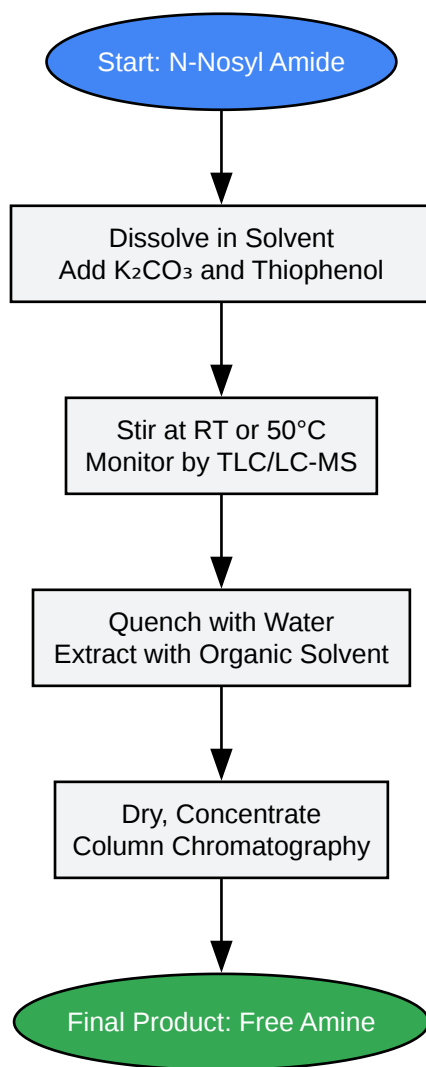 Start: N-Nosyl Amide
Dissolve in Solvent
Add K₂CO₃ and Thiophenol
Stir at RT or 50°C
Monitor by TLC/LC-MS
Quench with Water
Extract with Organic Solvent
Dry, Concentrate
Column Chromatography
Final Product: Free Amine